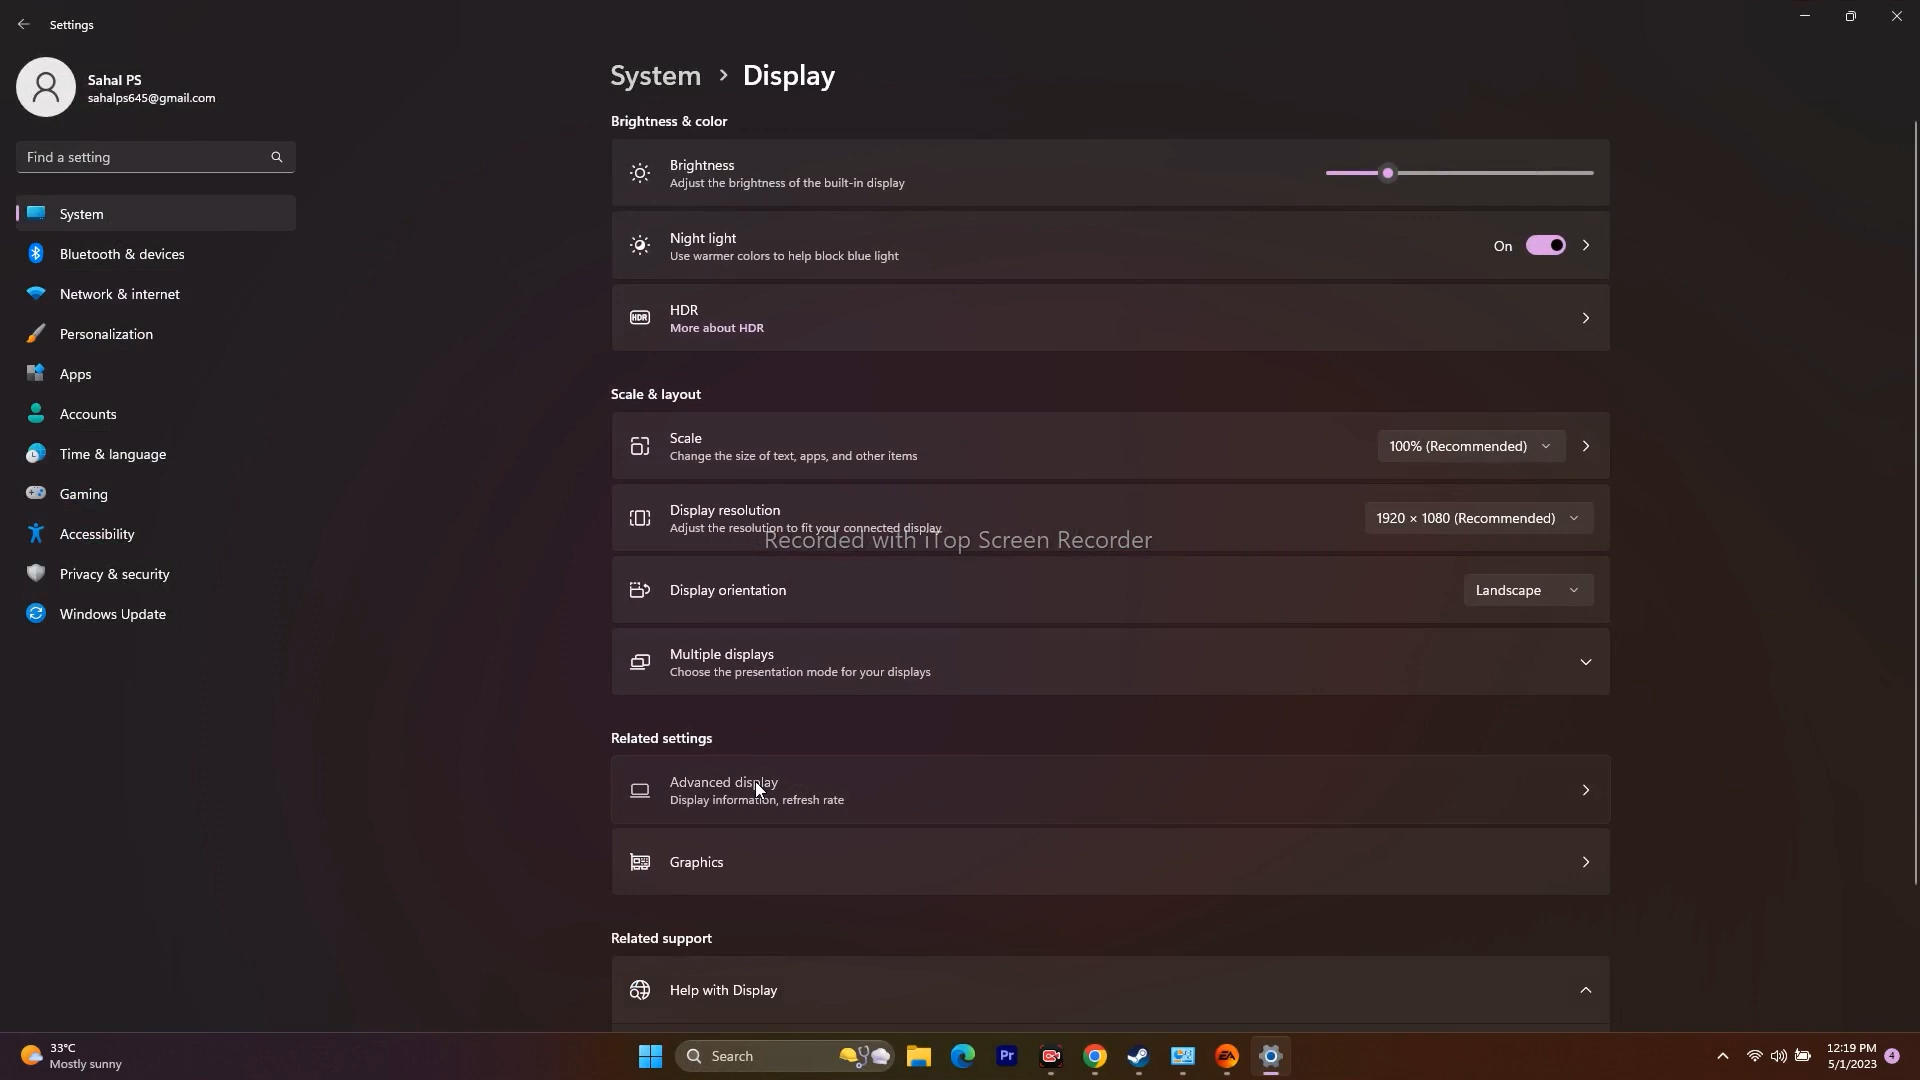 Settings
Sahal PS
sahalps645@gmail.com
Find a setting
System
Bluetooth & devices
Network & internet
Personalization
Apps
Accounts
Time & language
Gaming
Accessibility
Privacy & security
Windows Update
System > Display
Brightness & color
Brightness
Adjust the brightness of the built-in display
Night light
Use warmer colors to help block blue light
On
HDR
HDR
More about HDR
Scale & layout
Scale
Change the size of text, apps, and other items
100% (Recommended)
Display resolution
Adjust the resolution to fit your connected display
1920 × 1080 (Recommended)
Recorded with iTop Screen Recorder
Display orientation
Landscape
Multiple displays
Choose the presentation mode for your displays
Related settings
Advanced display
Display information, refresh rate
Graphics
Related support
Help with Display
33°C
Mostly sunny
Search
Pr
EA
12:19 PM
5/1/2023
4